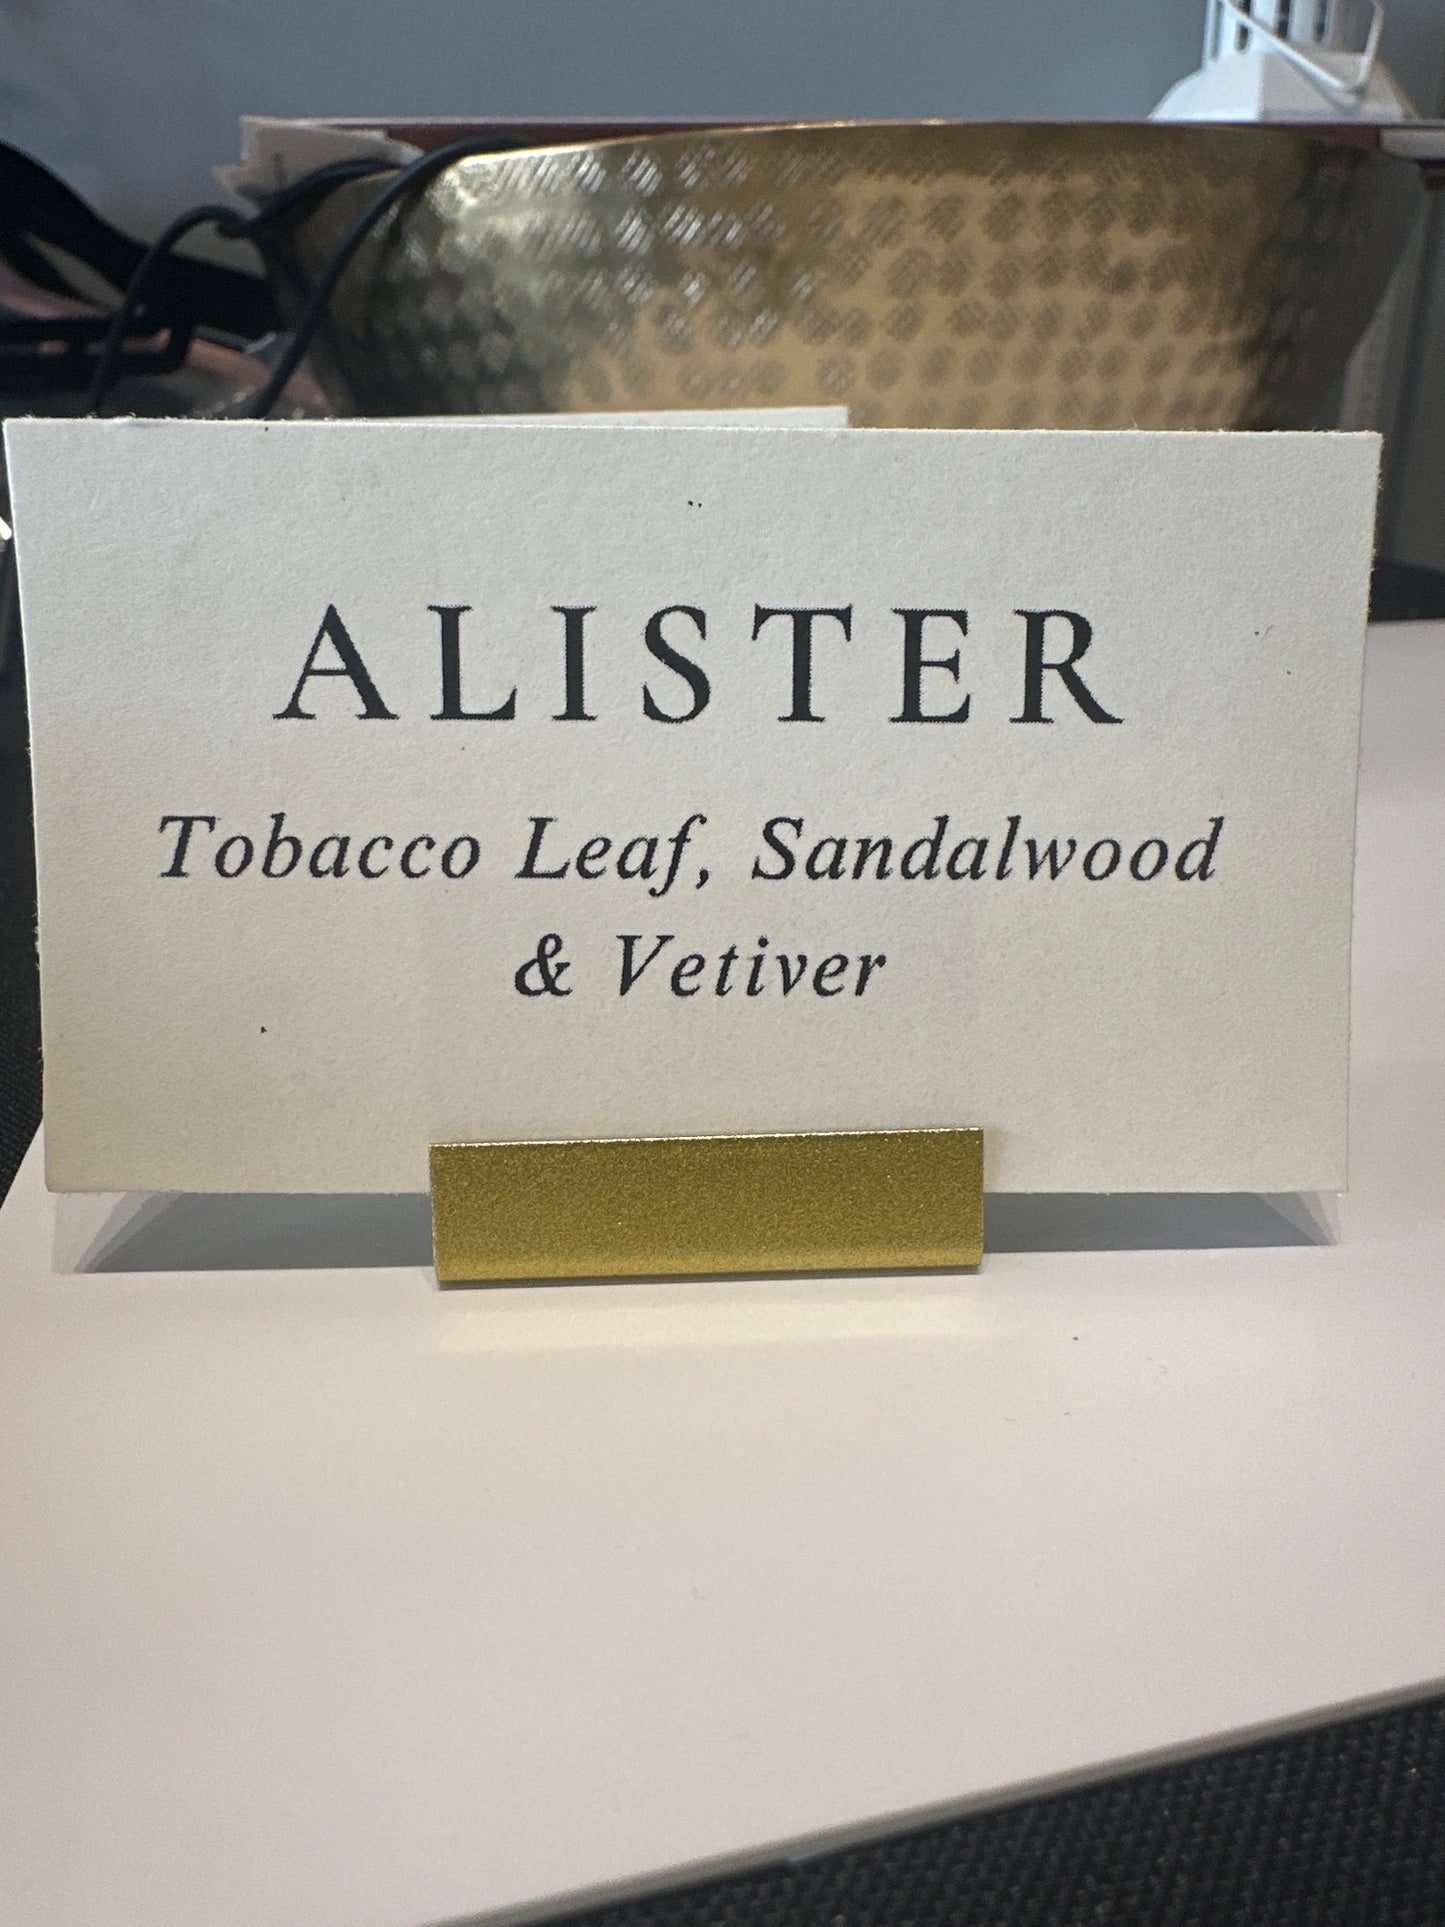 ALISTER
Tobacco Leaf, Sandalwood
& Vetiver